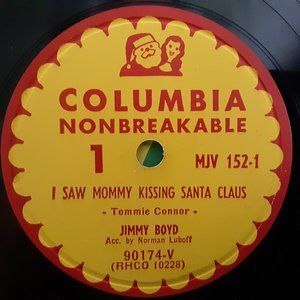 COLUMBIA
NONBREAKABLE
1
MJV 152-1
I SAW MOMMY KISSING SANTA CLAUS
- Tommie Connor -
JIMMY BOYD
Acc. by Norman Luboff
90174-V
(RHCO 10228)